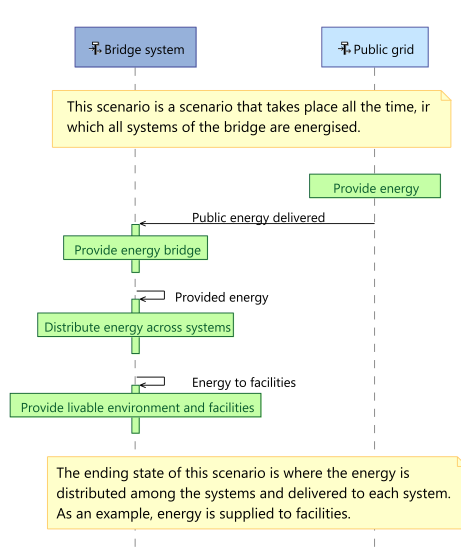 Bridge system
Public grid
This scenario is a scenario that takes place all the time, ir
which all systems of the bridge are energised.
Provide energy
Public energy delivered
Provide energy bridge
Provided energy
Distribute energy across systems
Energy to facilities
Provide livable environment and facilities
The ending state of this scenario is where the energy is
distributed among the systems and delivered to each system.
As an example, energy is supplied to facilities.